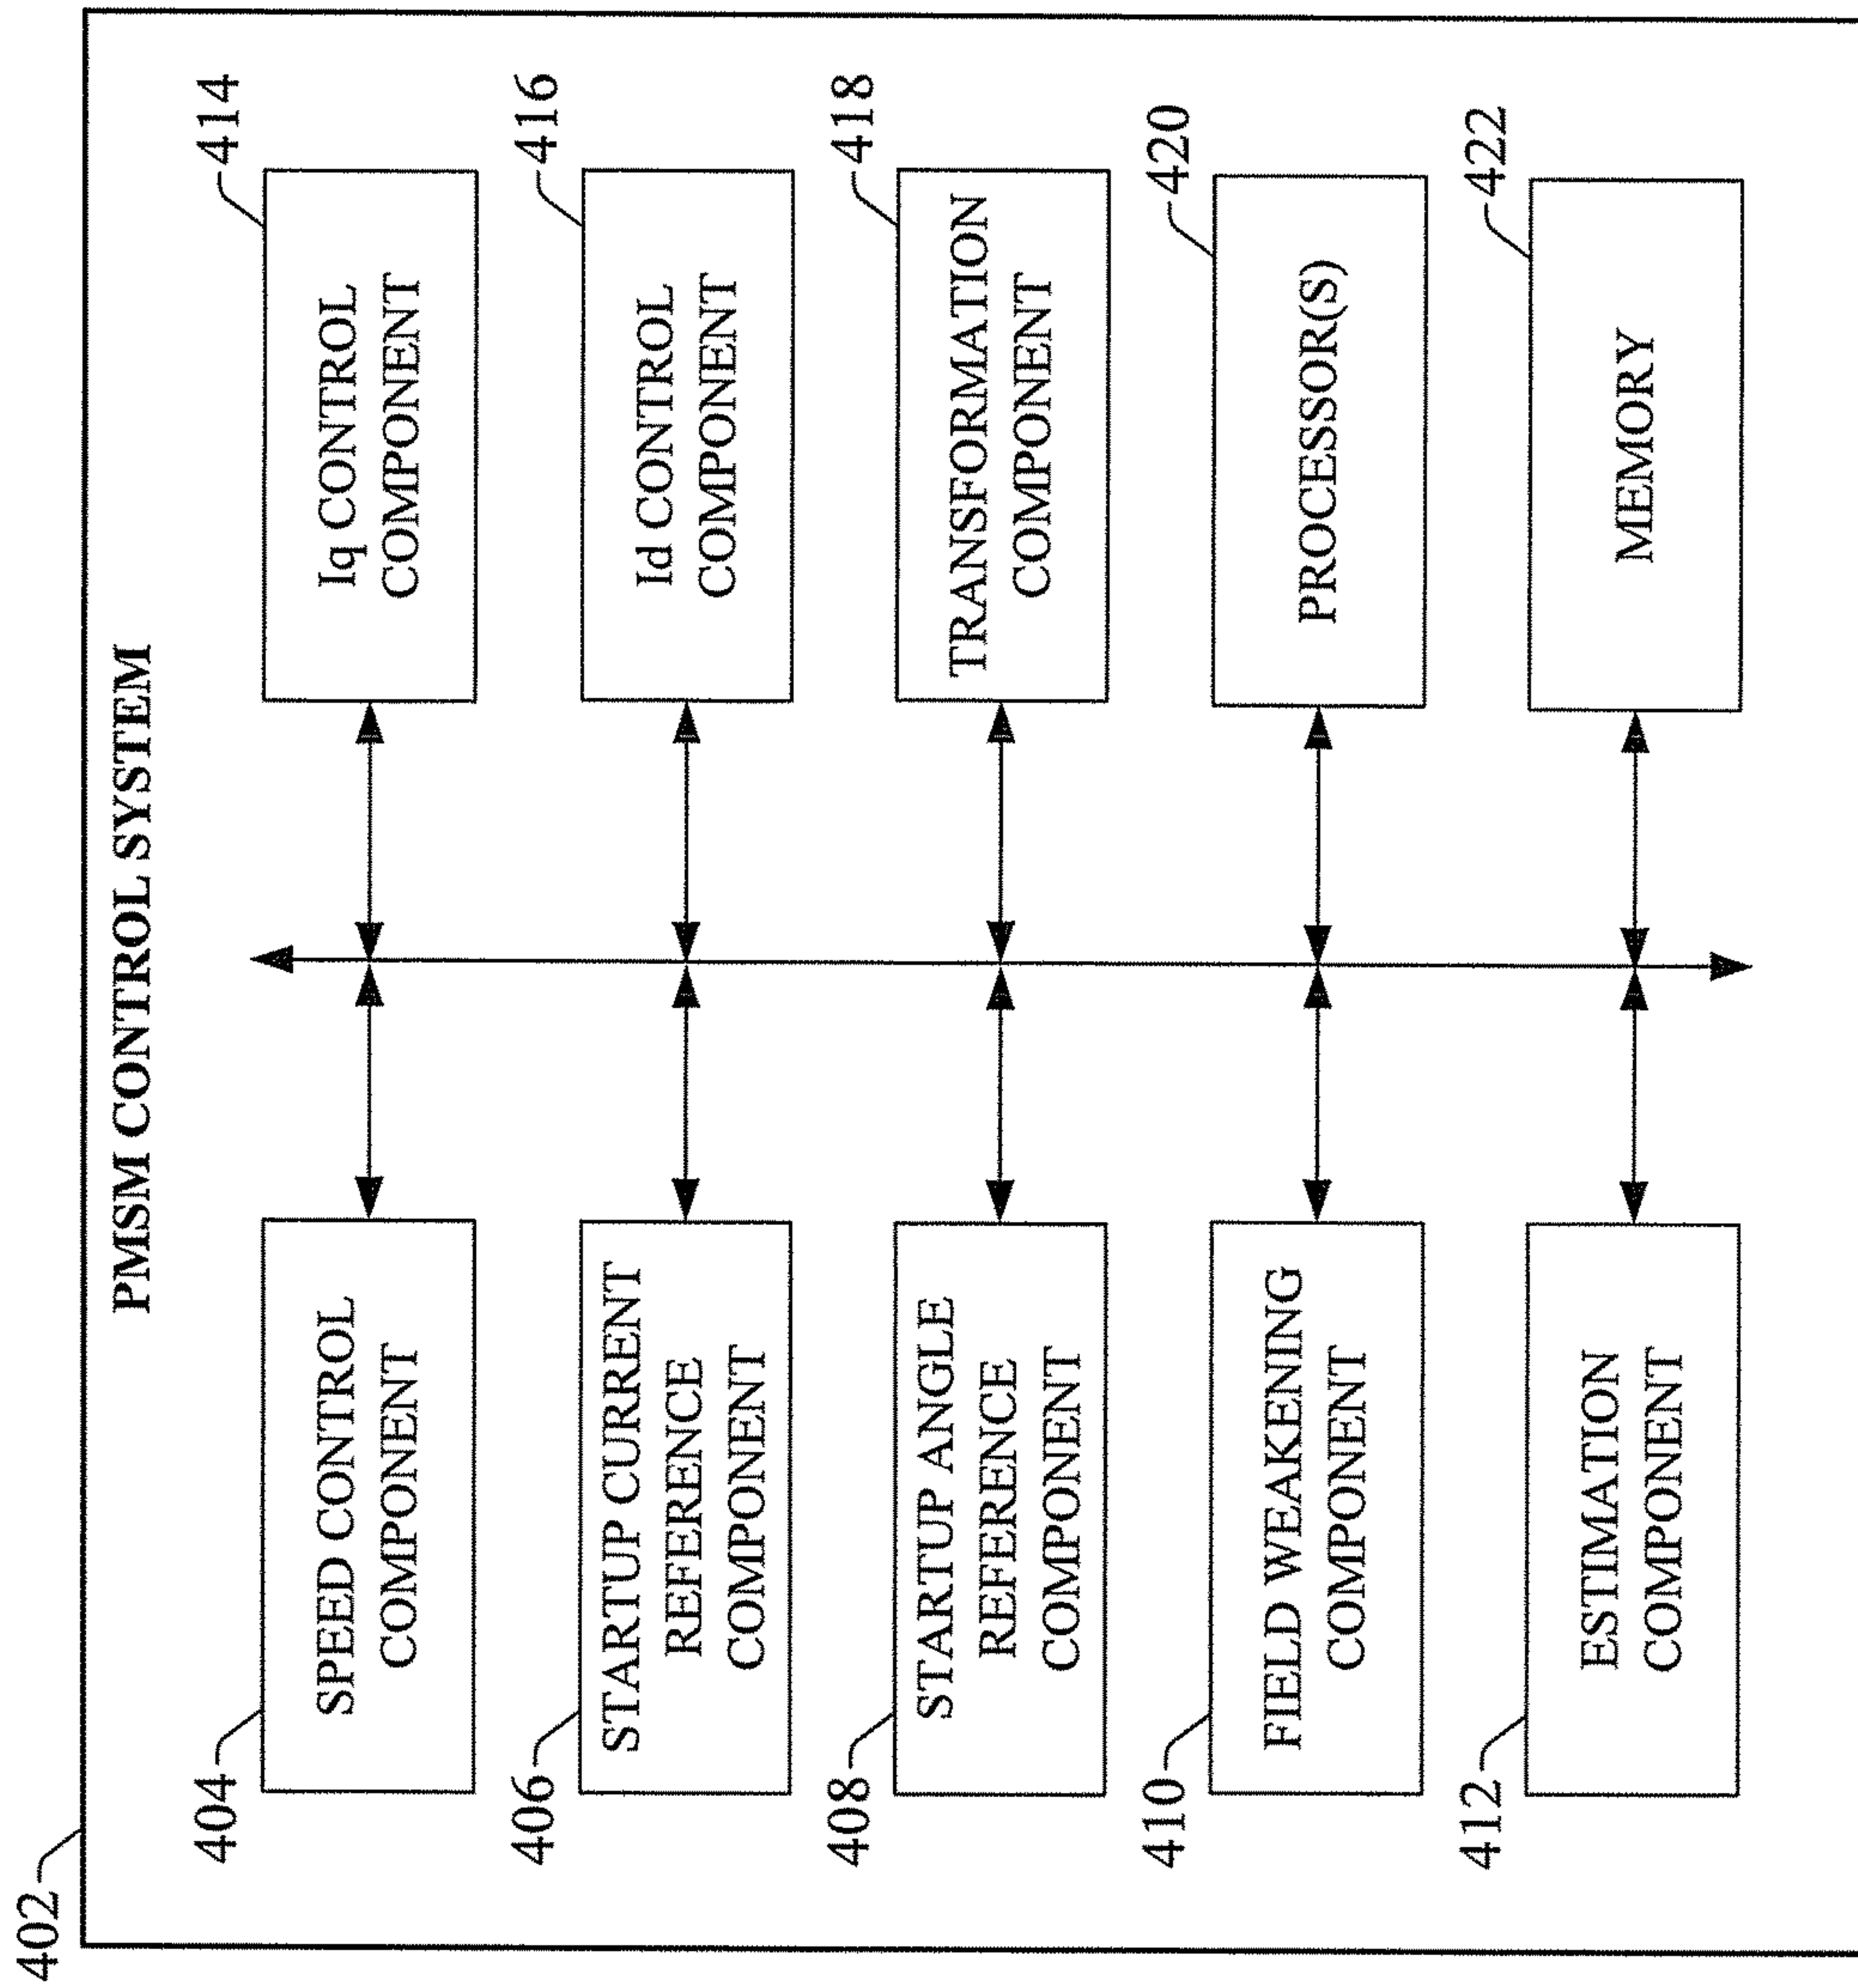 402
PMSM CONTROL SYSTEM
404
SPEED CONTROL
COMPONENT
406
STARTUP CURRENT
REFERENCE
COMPONENT
408
STARTUP ANGLE
REFERENCE
COMPONENT
410
FIELD WEAKENING
COMPONENT
412
ESTIMATION
COMPONENT
414
Iq CONTROL
COMPONENT
416
Id CONTROL
COMPONENT
418
TRANSFORMATION
COMPONENT
420
PROCESSOR(S)
422
MEMORY